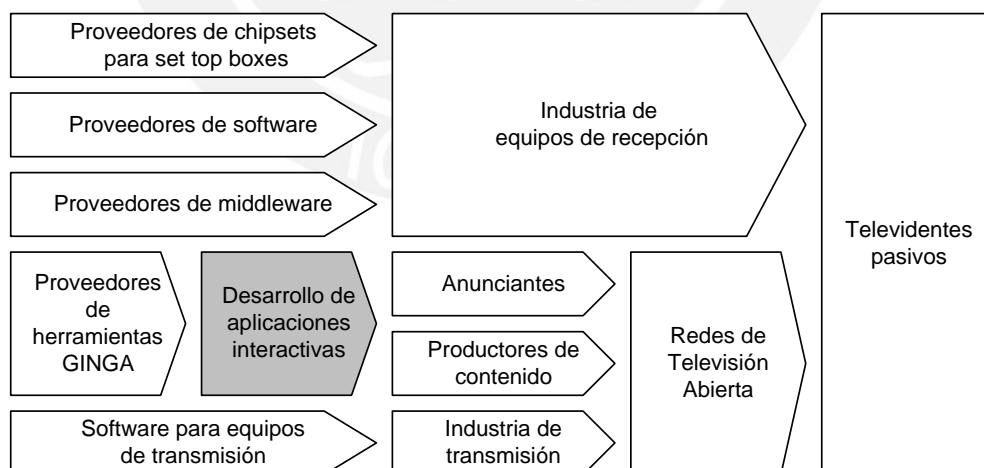 Proveedores de chipsets
para set top boxes
Proveedores de software
Proveedores de middleware
Industria de
equipos de recepción
Televidentes
pasivos
Proveedores
de
herramientas
GINGA
Desarrollo de
aplicaciones
interactivas
Anunciantes
Productores de
contenido
Redes de
Televisión
Abierta
Software para equipos
de transmisión
Industria de
transmisión